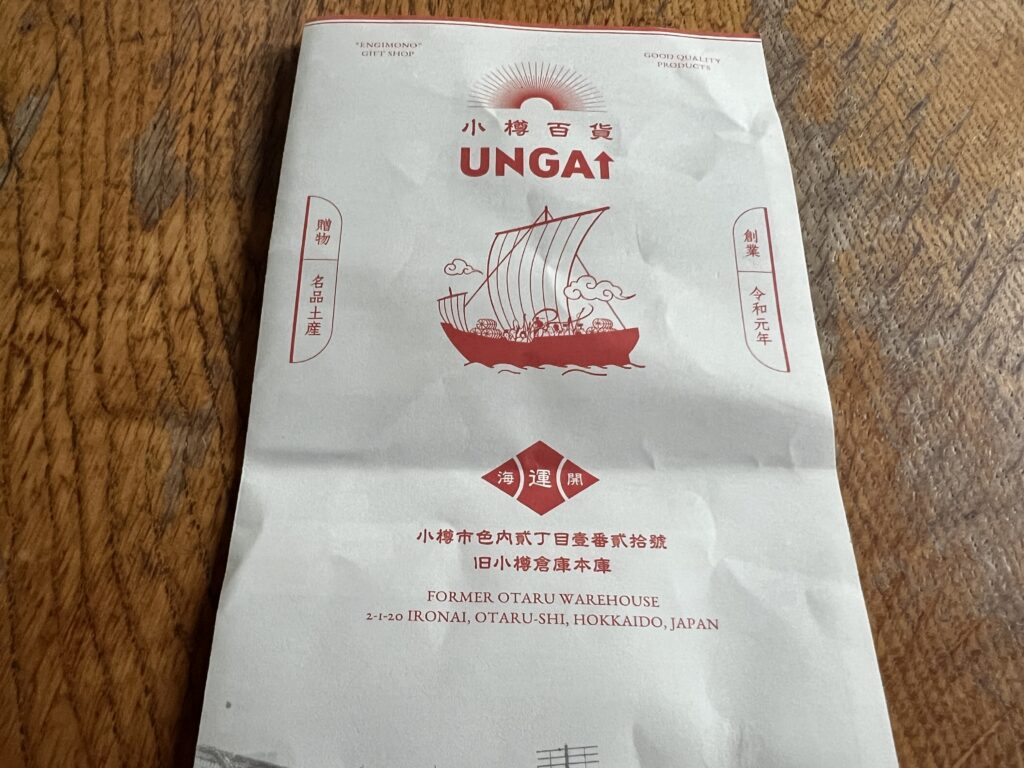 "ENGIMONO"
GIFT SHOP
GOOD QUALITY
PRODUCTS
小樽百貨
UNGA↑
贈物
名品土産
創業
令和元年
海運開
小樽市色内貳丁目壹番貳拾號
旧小樽倉庫本庫
FORMER OTARU WAREHOUSE
2-1-20 IRONAI, OTARU-SHI, HOKKAIDO, JAPAN